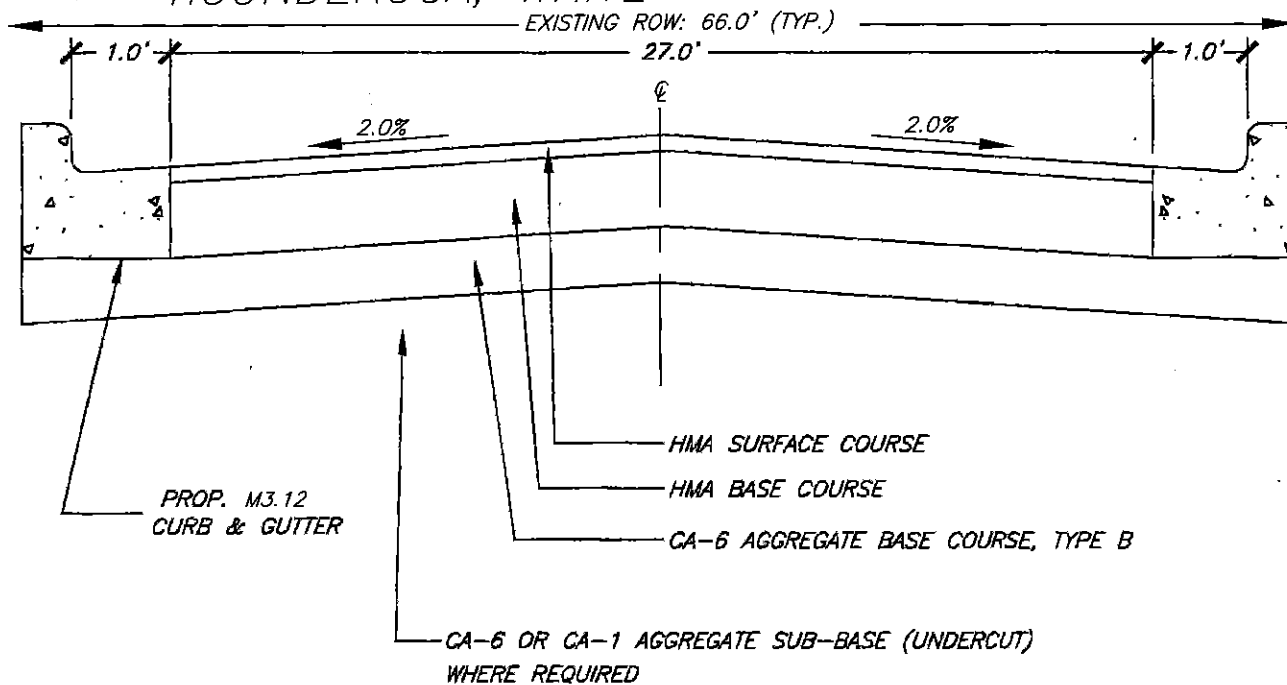 EXISTING ROW: 66.0' (TYP.)
1.0' 27.0' 1.0'
℄
2.0% 2.0%
HMA SURFACE COURSE
HMA BASE COURSE
PROP. M3.12
CURB & GUTTER
CA-6 AGGREGATE BASE COURSE, TYPE B
CA-6 OR CA-1 AGGREGATE SUB-BASE (UNDERCUT)
WHERE REQUIRED